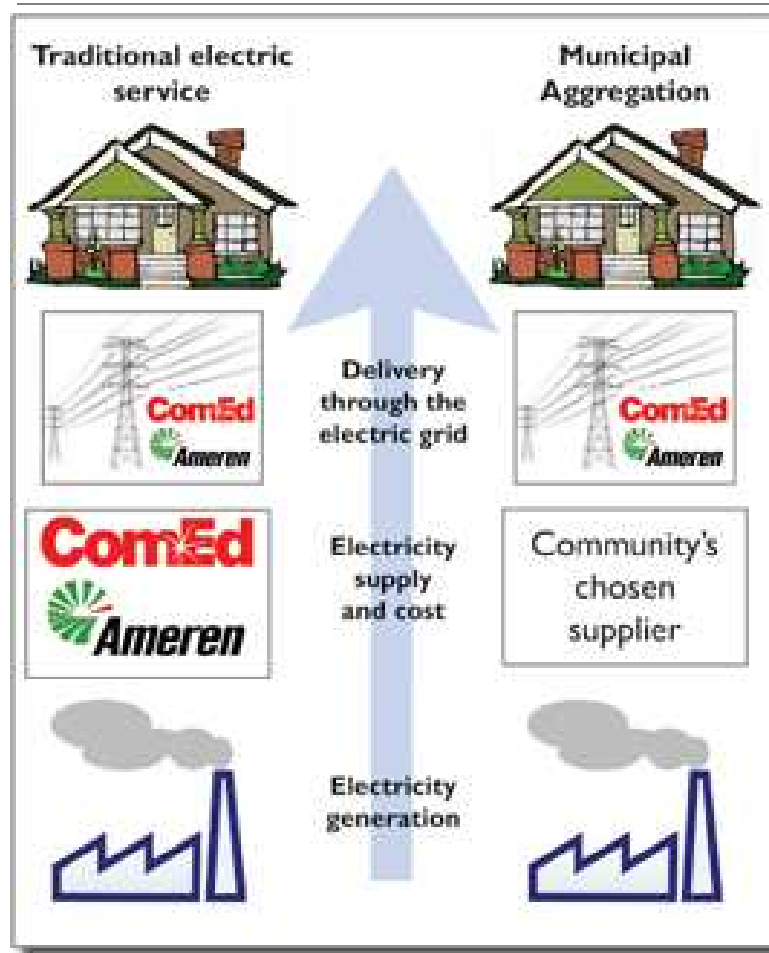 Traditional electric
service
Municipal
Aggregation
Delivery
through the
electric grid
ComEd
Ameren
ComEd
Ameren
ComEd
Ameren
Electricity
supply
and cost
Community's
chosen
supplier
Electricity
generation